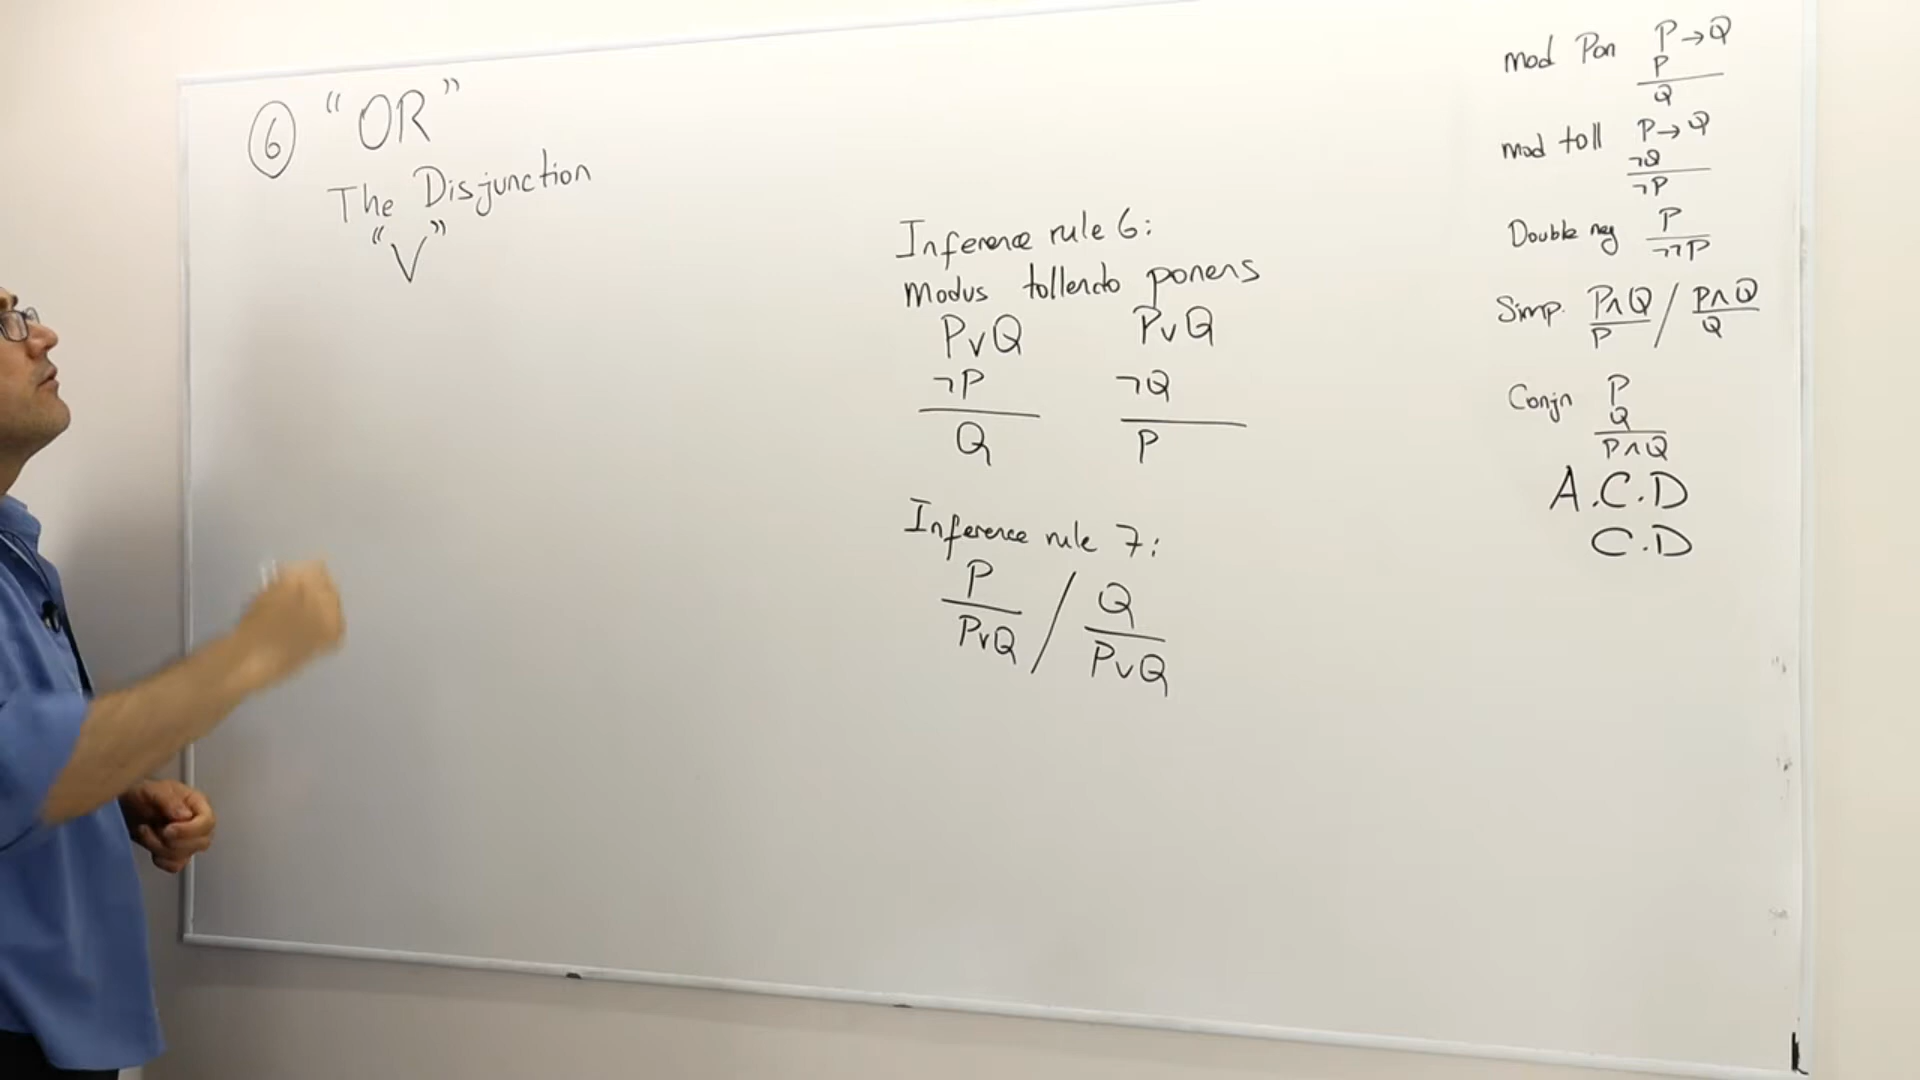 ⑥ "OR"
The Disjunction
"V"
Inference rule 6:
Modus tollendo ponens
P∨Q P∨Q
¬P ¬Q
Q P
Inference rule 7:
P / Q
P∨Q P∨Q
mod Pon P→Q
P
Q
mod toll P→Q
¬Q
¬P
Double neg P
¬¬P
Simp. P∧Q / P∧Q
P Q
Conjn P
Q
P∧Q
A.C.D
C.D